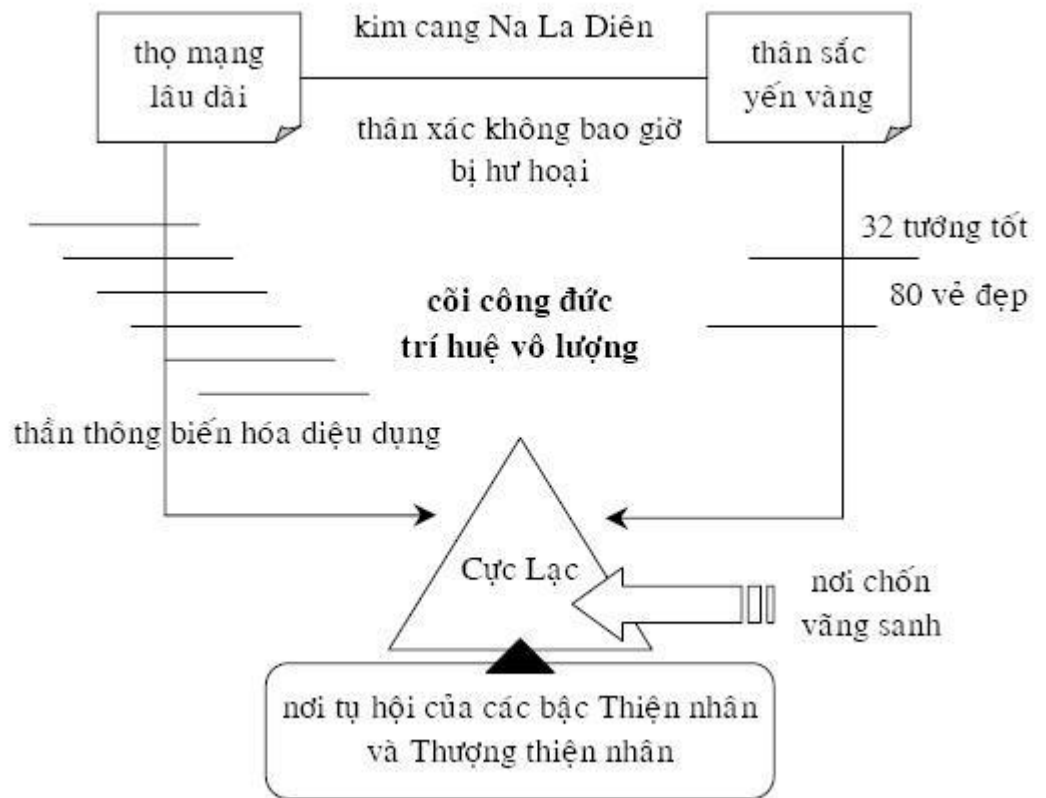 thọ mạng
lâu dài
kim cang Na La Diên
thân xác không bao giờ
bị hư hoại
thân sắc
yến vàng
32 tướng tốt
80 vẻ đẹp
cõi công đức
trí huệ vô lượng
thần thông biến hóa diệu dụng
Cực Lạc
nơi chốn
vãng sanh
nơi tụ hội của các bậc Thiện nhân
và Thượng thiện nhân